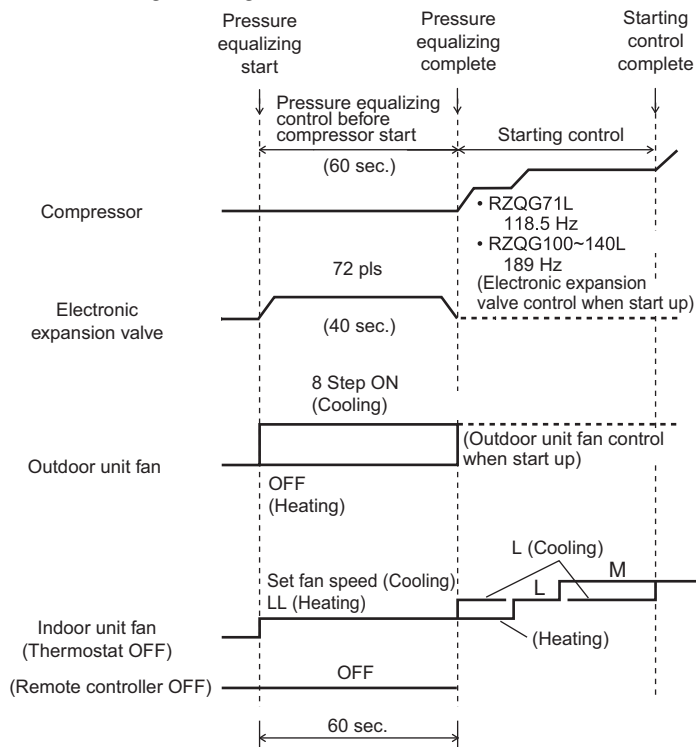 Pressure equalizing start
Pressure equalizing complete
Starting control complete
Pressure equalizing
control before
compressor start
Starting control
(60 sec.)
Compressor
• RZQG71L
118.5 Hz
• RZQG100~140L
189 Hz
(Electronic expansion
valve control when start up)
72 pls
Electronic
expansion valve
(40 sec.)
8 Step ON
(Cooling)
(Outdoor unit fan control
when start up)
Outdoor unit fan
OFF
(Heating)
L (Cooling)
Set fan speed (Cooling)
LL (Heating)
L
M
Indoor unit fan
(Thermostat OFF)
(Heating)
(Remote controller OFF)
OFF
60 sec.